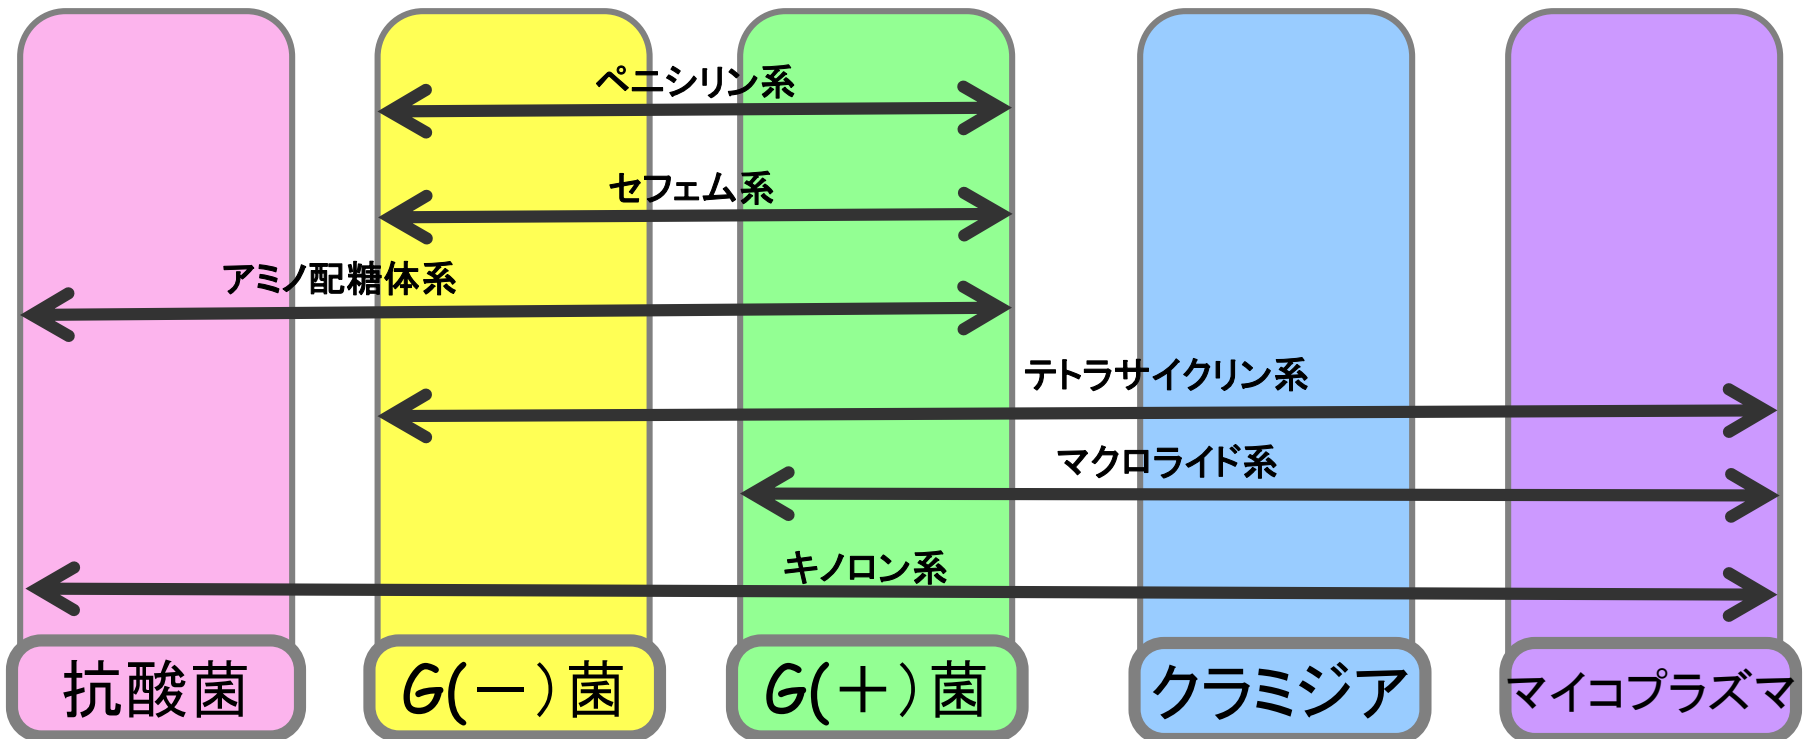 ペニシリン系
セフェム系
アミノ配糖体系
テトラサイクリン系
マクロライド系
キノロン系
抗酸菌
G(－)菌
G(＋)菌
クラミジア
マイコプラズマ